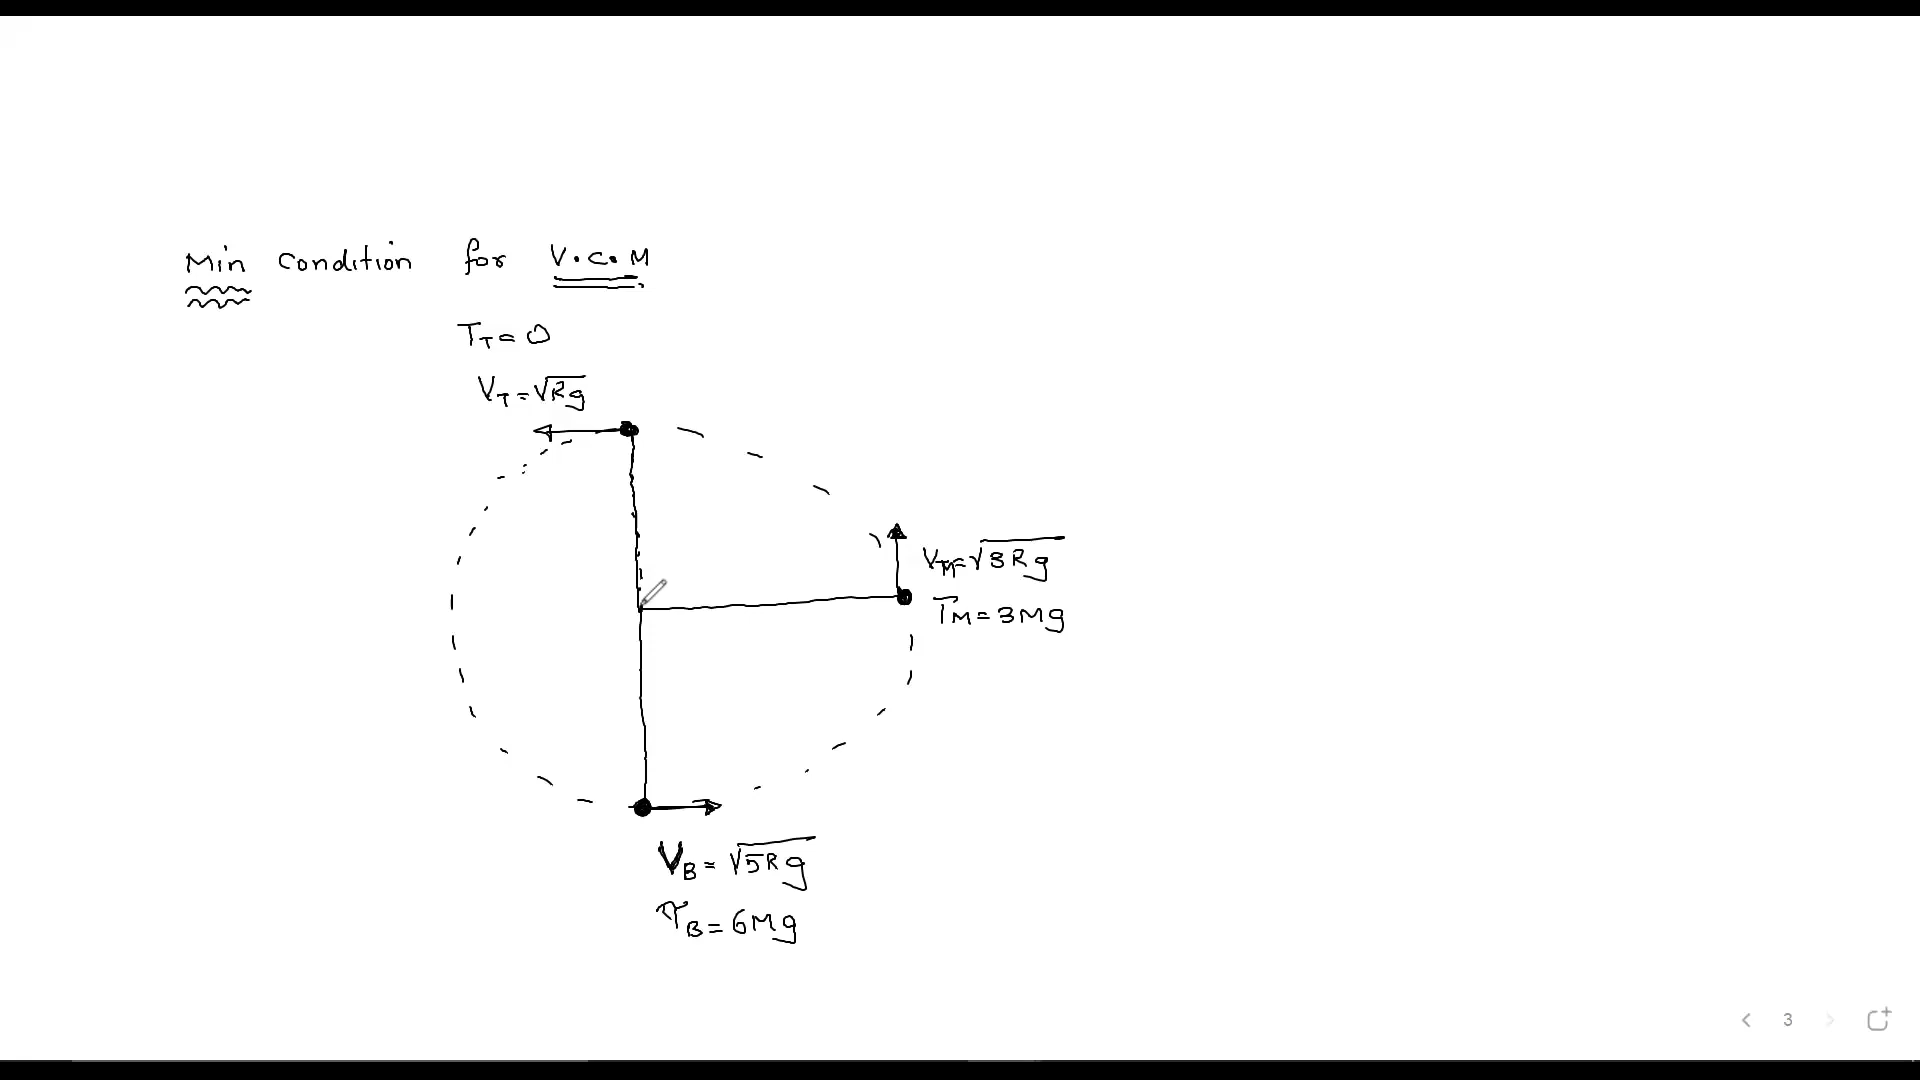 Min condition for V.C.M
T_T = 0
V_T = √Rg
V_M = √3Rg
T_M = 3Mg
V_B = √5Rg
T_B = 6Mg
3